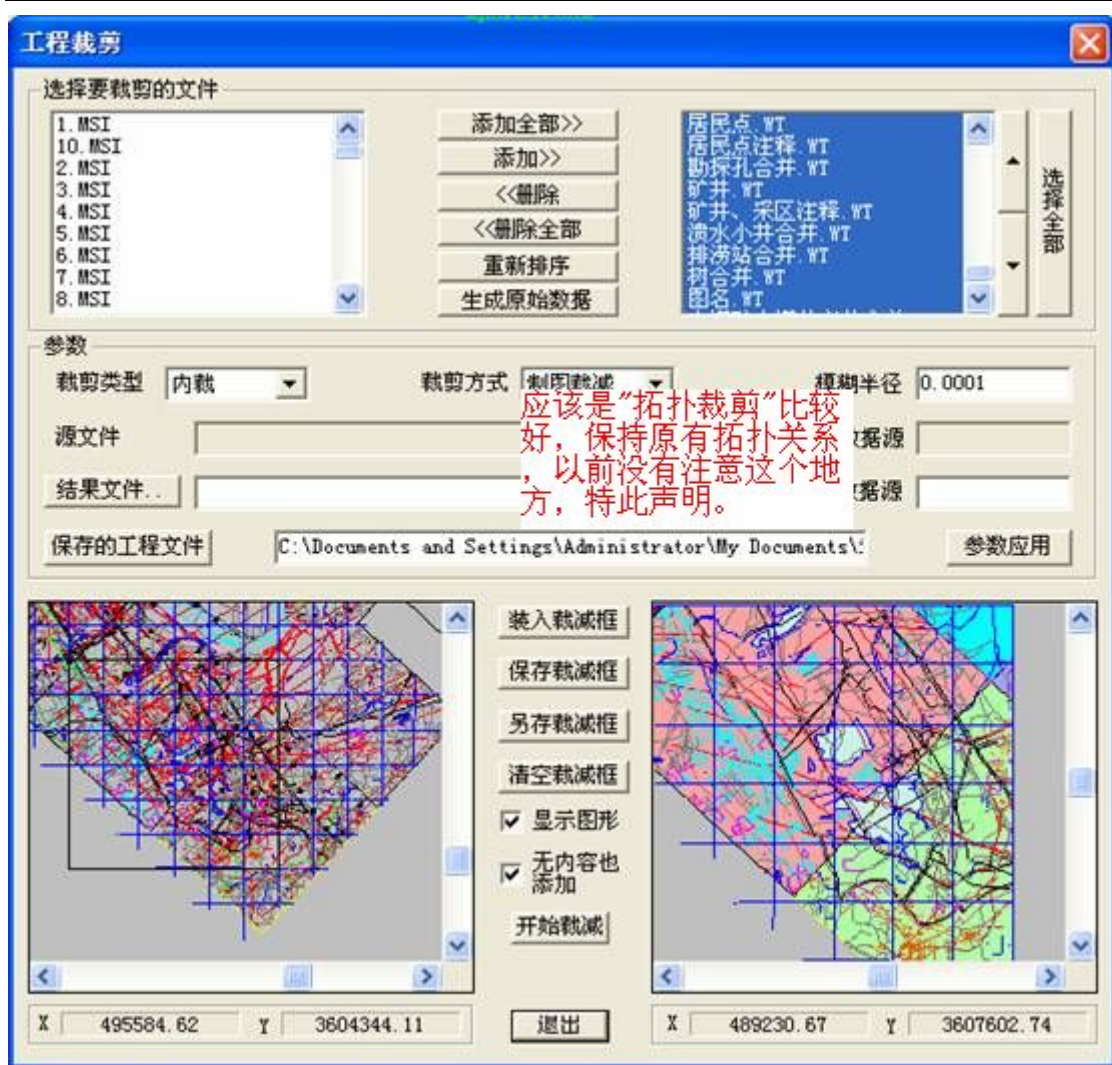 工程裁剪
选择要裁剪的文件
1.MSI
10.MSI
2.MSI
3.MSI
4.MSI
5.MSI
6.MSI
7.MSI
8.MSI
添加全部>>
添加>>
<<删除
<<删除全部
重新排序
生成原始数据
居民点.WT
居民点注释.WT
勘探孔合并.WT
矿井.WT
矿井、采区注释.WT
溃水小井合并.WT
排涝站合并.WT
树合并.WT
图名.WT
选择全部
参数
裁剪类型 内裁 裁剪方式 制图裁减 模糊半径 0.0001
应该是"拓扑裁剪"比较
好，保持原有拓扑关系
，以前没有注意这个地
方，特此声明。
源文件 据源
结果文件.. 据源
保存的工程文件 C:\Documents and Settings\Administrator\My Documents\ 参数应用
装入裁减框
保存裁减框
另存裁减框
清空裁减框
显示图形
无内容也
添加
开始裁减
X 495584.62 Y 3604344.11 退出 X 489230.67 Y 3607602.74